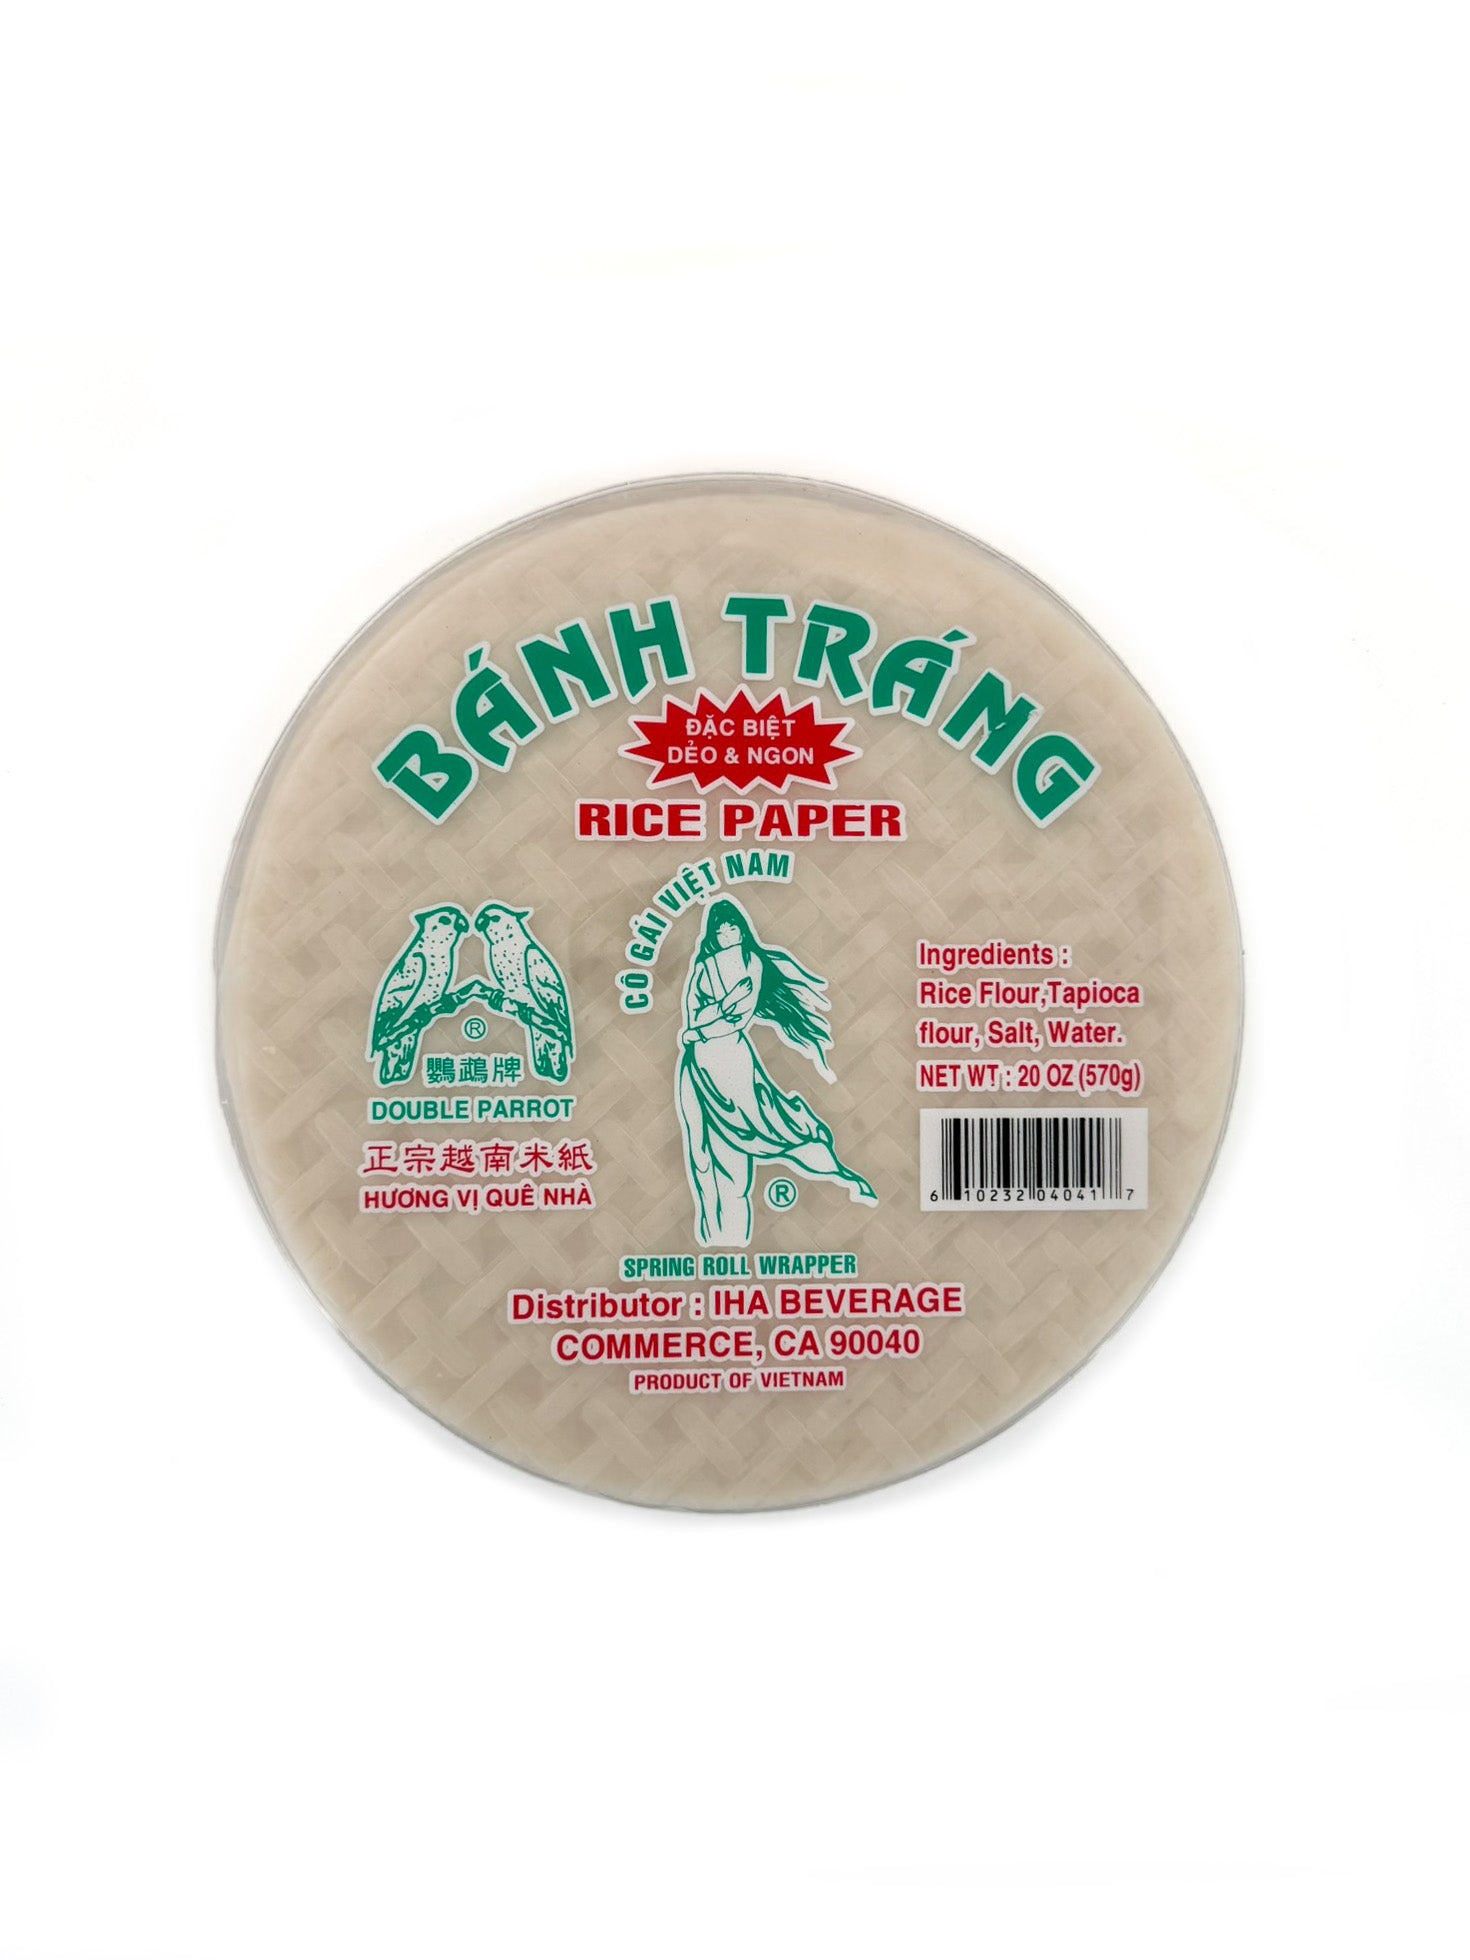 BÁNH TRÁNG
ĐẶC BIỆT
DẺO & NGON
RICE PAPER
CÔ GÁI VIỆT NAM
®
鸚鵡牌
DOUBLE PARROT
正宗越南米紙
HƯƠNG VỊ QUÊ NHÀ
®
Ingredients :
Rice Flour,Tapioca
flour, Salt, Water.
NET WT : 20 OZ (570g)
6 10232 04041 7
SPRING ROLL WRAPPER
Distributor : IHA BEVERAGE
COMMERCE, CA 90040
PRODUCT OF VIETNAM